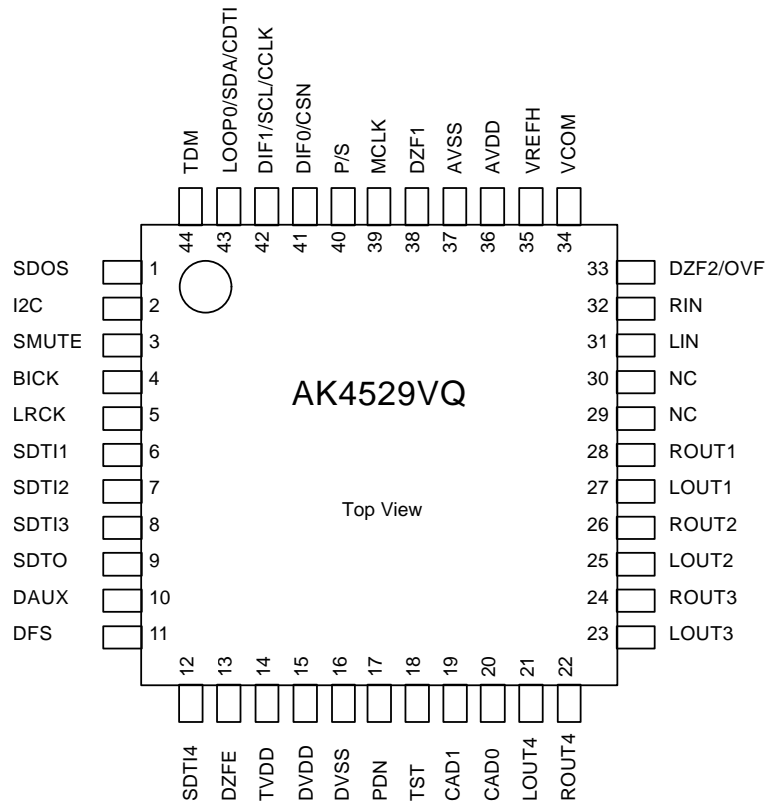 TDM
LOOP0/SDA/CDTI
DIF1/SCL/CCLK
DIF0/CSN
P/S
MCLK
DZF1
AVSS
AVDD
VREFH
VCOM
44 43 42 41 40 39 38 37 36 35 34
SDOS 1 33 DZF2/OVF
I2C 2 32 RIN
SMUTE 3 31 LIN
BICK 4 30 NC
AK4529VQ
LRCK 5 29 NC
SDTI1 6 28 ROUT1
SDTI2 7 27 LOUT1
Top View
SDTI3 8 26 ROUT2
SDTO 9 25 LOUT2
DAUX 10 24 ROUT3
DFS 11 23 LOUT3
12 13 14 15 16 17 18 19 20 21 22
SDTI4
DZFE
TVDD
DVDD
DVSS
PDN
TST
CAD1
CAD0
LOUT4
ROUT4